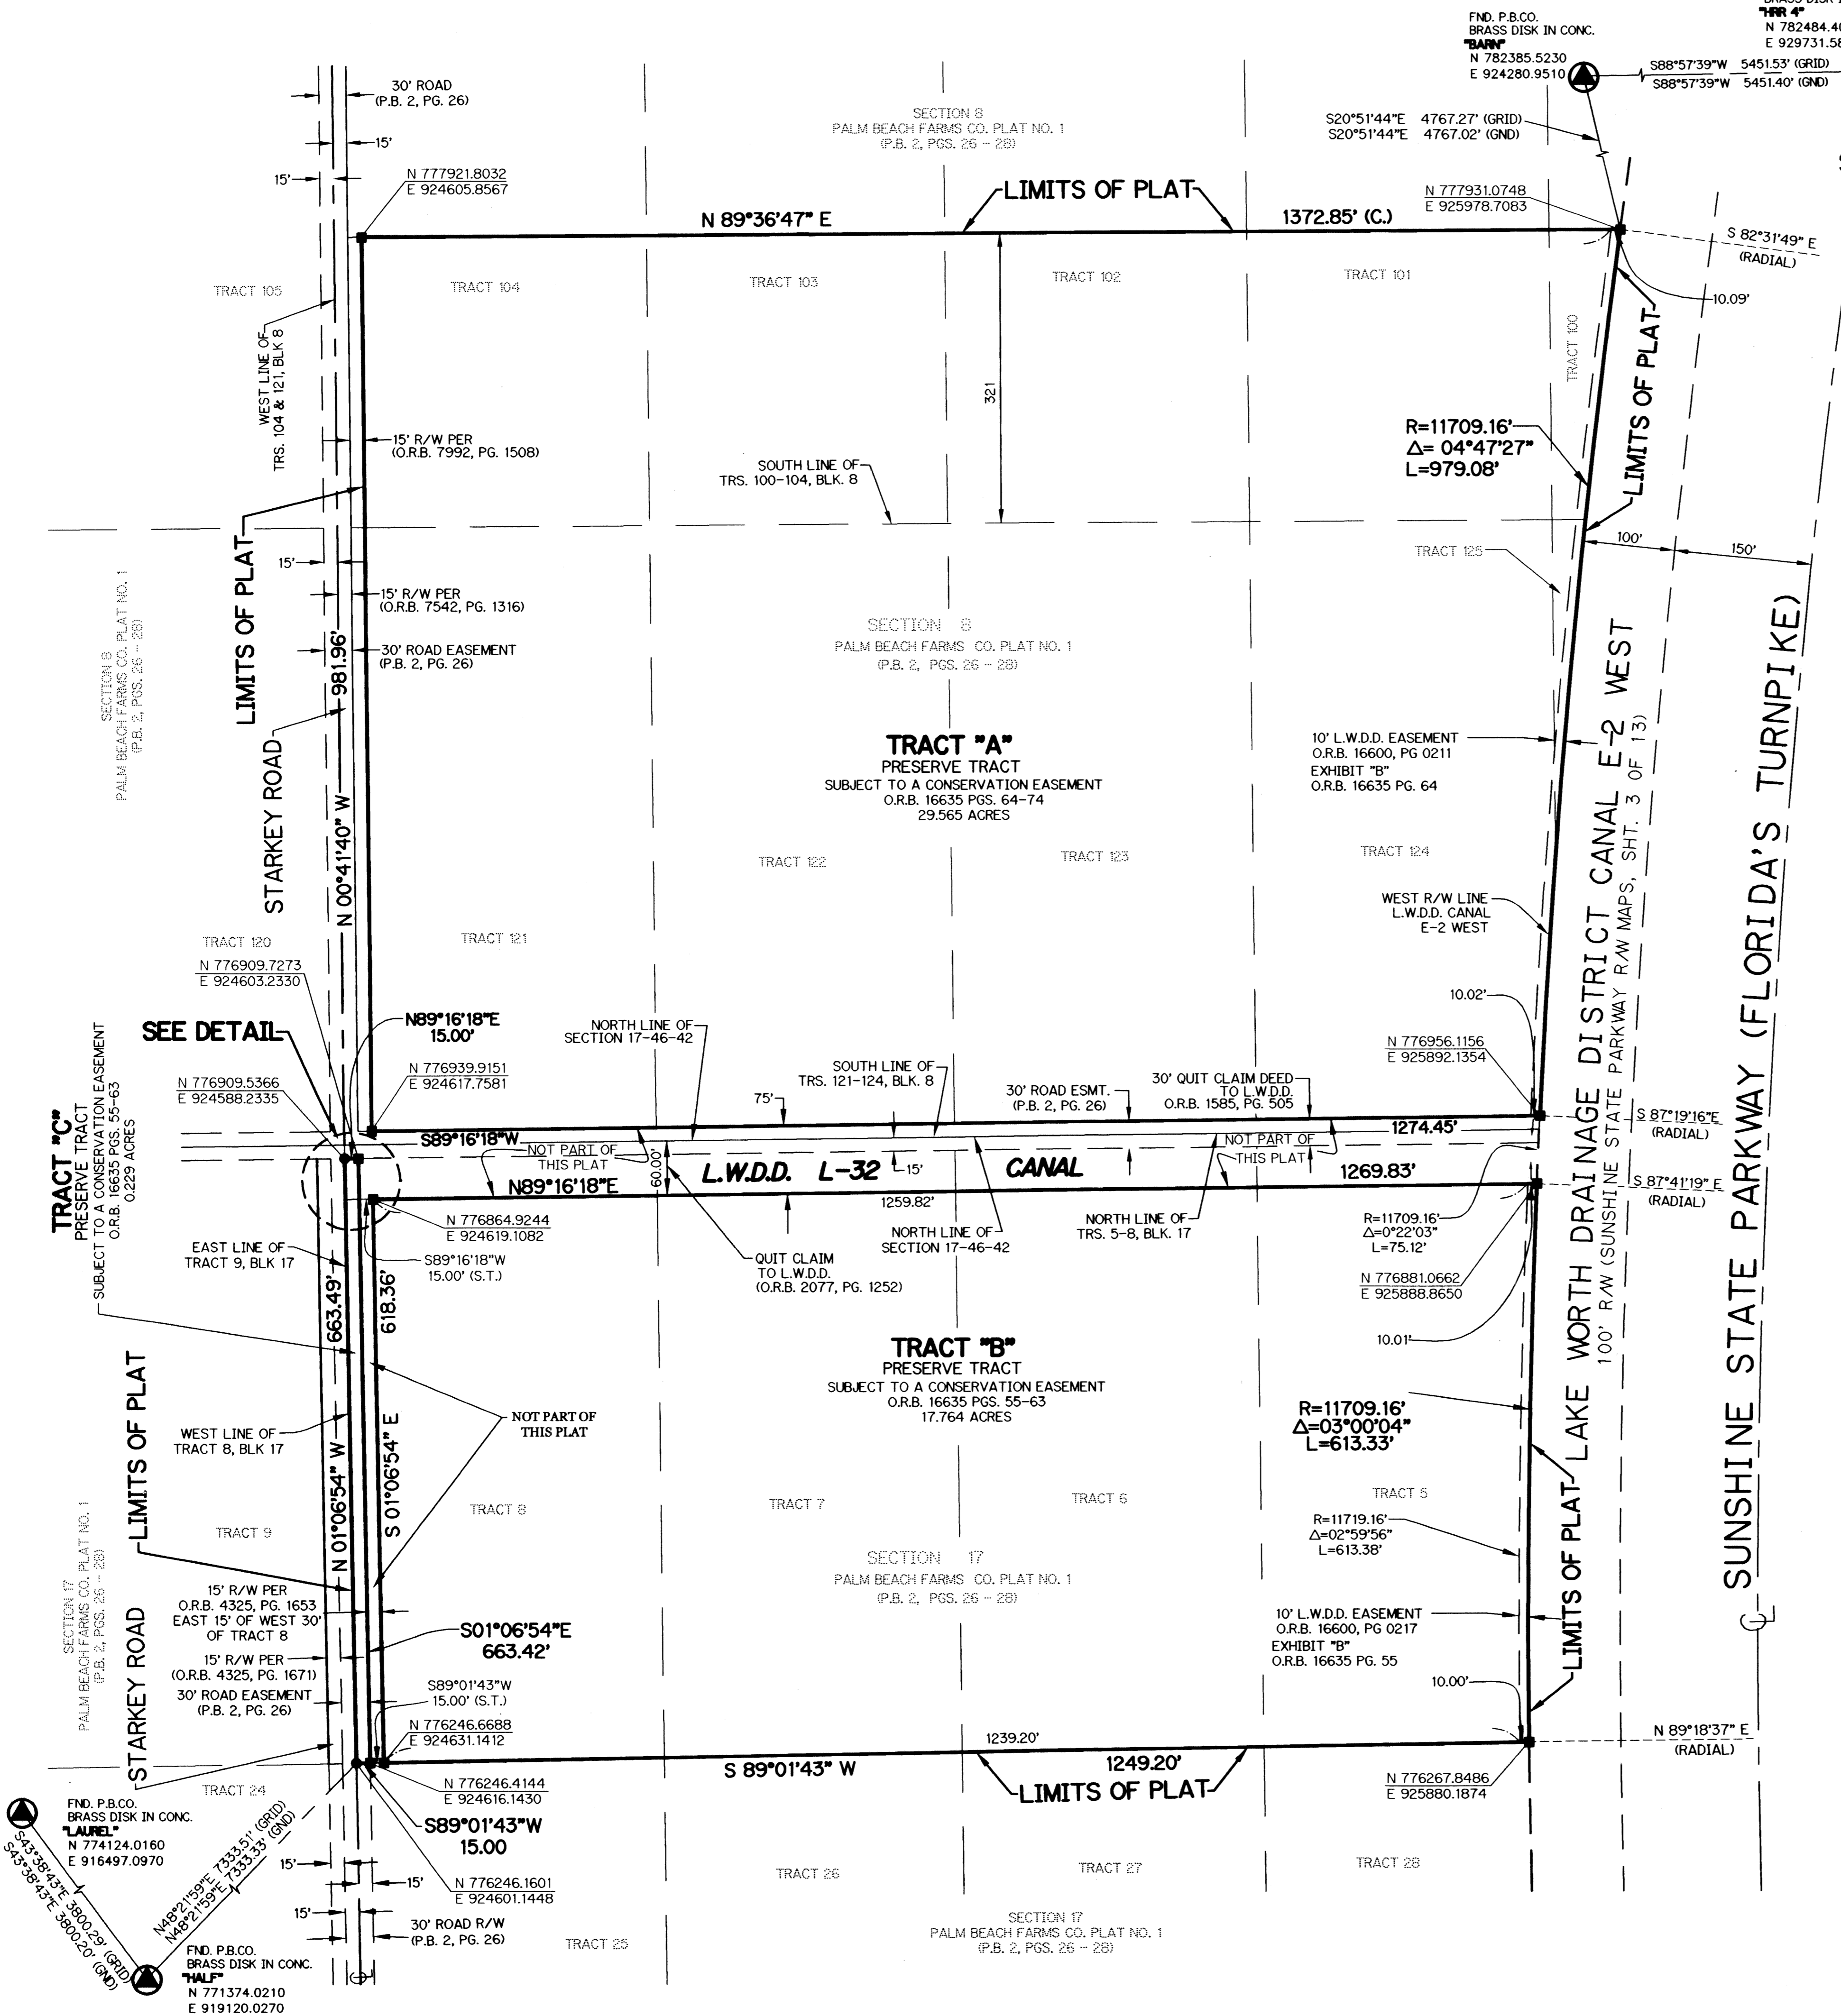 BRASS DISK
"HRR 4"
N 782484.40
E 929731.58
FND. P.B.CO.
BRASS DISK IN CONC.
"BARN"
N 782385.5230
E 924280.9510
S88°57'39"W 5451.53' (GRID)
S88°57'39"W 5451.40' (GND)
S20°51'44"E 4767.27' (GRID)
S20°51'44"E 4767.02' (GND)
30' ROAD
(P.B. 2, PG. 26)
15'
15'
SECTION 8
PALM BEACH FARMS CO. PLAT NO. 1
(P.B. 2, PGS. 26 - 28)
N 777921.8032
E 924605.8567
LIMITS OF PLAT
N 777931.0748
E 925978.7083
N 89°36'47" E
1372.85' (C.)
S 82°31'49" E
(RADIAL)
10.09'
TRACT 105
TRACT 104
TRACT 103
TRACT 102
TRACT 101
TRACT 100
WEST LINE OF
TRS. 104 & 121, BLK 8
321
LIMITS OF PLAT
R=11709.16'
Δ= 04°47'27"
L=979.08'
15' R/W PER
(O.R.B. 7992, PG. 1508)
SOUTH LINE OF
TRS. 100-104, BLK. 8
LIMITS OF PLAT
15'
15' R/W PER
(O.R.B. 7542, PG. 1316)
TRACT 125
100'
150'
SECTION 8
PALM BEACH FARMS CO. PLAT NO. 1
(P.B. 2, PGS. 26 - 28)
981.96'
30' ROAD EASEMENT
(P.B. 2, PG. 26)
SECTION 8
PALM BEACH FARMS CO. PLAT NO. 1
(P.B. 2, PGS. 26 - 28)
STARKEY ROAD
N 00°41'40" W
TRACT "A"
PRESERVE TRACT
SUBJECT TO A CONSERVATION EASEMENT
O.R.B. 16635 PGS. 64-74
29.565 ACRES
10' L.W.D.D. EASEMENT
O.R.B. 16600, PG 0211
EXHIBIT "B"
O.R.B. 16635 PG. 64
LAKE WORTH DRAINAGE DISTRICT CANAL E-2 WEST
100' R/W (SUNSHINE STATE PARKWAY R/W MAPS, SHT. 3 OF 13)
SUNSHINE STATE PARKWAY (FLORIDA'S TURNPIKE)
TRACT 122
TRACT 123
TRACT 124
WEST R/W LINE
L.W.D.D. CANAL
E-2 WEST
TRACT 120
TRACT 121
N 776909.7273
E 924603.2330
10.02'
SEE DETAIL
N89°16'18"E
15.00'
NORTH LINE OF
SECTION 17-46-42
N 776956.1156
E 925892.1354
N 776909.5366
E 924588.2335
N 776939.9151
E 924617.7581
SOUTH LINE OF
TRS. 121-124, BLK. 8
75'
30' ROAD ESMT.
(P.B. 2, PG. 26)
30' QUIT CLAIM DEED
TO L.W.D.D.
O.R.B. 1585, PG. 505
TRACT "C"
PRESERVE TRACT
SUBJECT TO A CONSERVATION EASEMENT
O.R.B. 16635 PGS. 55-63
0.229 ACRES
S89°16'18"W
1274.45'
S 87°19'16"E
(RADIAL)
NOT PART OF
THIS PLAT
60.00'
15'
NOT PART OF
THIS PLAT
L.W.D.D. L-32 CANAL
N89°16'18"E
1269.83'
S 87°41'19" E
(RADIAL)
1259.82'
N 776864.9244
E 924619.1082
NORTH LINE OF
SECTION 17-46-42
NORTH LINE OF
TRS. 5-8, BLK. 17
R=11709.16'
Δ=0°22'03"
L=75.12'
EAST LINE OF
TRACT 9, BLK 17
S89°16'18"W
15.00' (S.T.)
QUIT CLAIM
TO L.W.D.D.
(O.R.B. 2077, PG. 1252)
N 776881.0662
E 925888.8650
663.49'
618.36'
10.01'
TRACT "B"
PRESERVE TRACT
SUBJECT TO A CONSERVATION EASEMENT
O.R.B. 16635 PGS. 55-63
17.764 ACRES
LIMITS OF PLAT
WEST LINE OF
TRACT 8, BLK 17
NOT PART OF
THIS PLAT
R=11709.16'
Δ=03°00'04"
L=613.33'
N 01°06'54" W
S 01°06'54" E
TRACT 9
TRACT 8
TRACT 7
TRACT 6
TRACT 5
R=11719.16'
Δ=02°59'56"
L=613.38'
SECTION 17
PALM BEACH FARMS CO. PLAT NO. 1
(P.B. 2, PGS. 26 - 28)
SECTION 17
PALM BEACH FARMS CO. PLAT NO. 1
(P.B. 2, PGS. 26 - 28)
STARKEY ROAD
15' R/W PER
O.R.B. 4325, PG. 1653
EAST 15' OF WEST 30'
OF TRACT 8
S01°06'54"E
663.42'
10' L.W.D.D. EASEMENT
O.R.B. 16600, PG 0217
EXHIBIT "B"
O.R.B. 16635 PG. 55
LIMITS OF PLAT
15' R/W PER
(O.R.B. 4325, PG. 1671)
30' ROAD EASEMENT
(P.B. 2, PG. 26)
S89°01'43"W
15.00' (S.T.)
10.00'
N 776246.6688
E 924631.1412
1239.20'
N 89°18'37" E
(RADIAL)
S 89°01'43" W
1249.20'
LIMITS OF PLAT
TRACT 24
N 776246.4144
E 924616.1430
N 776267.8486
E 925880.1874
FND. P.B.CO.
BRASS DISK IN CONC.
"LAUREL"
N 774124.0160
E 916497.0970
S89°01'43"W
15.00
S43°38'43"E 3800.29' (GRID)
S43°38'43"E 3800.20' (GND)
N48°21'59"E 7333.51' (GRID)
N48°21'59"E 7333.33' (GND)
15'
15'
N 776246.1601
E 924601.1448
TRACT 26
TRACT 27
TRACT 28
15'
30' ROAD R/W
(P.B. 2, PG. 26)
TRACT 25
SECTION 17
PALM BEACH FARMS CO. PLAT NO. 1
(P.B. 2, PGS. 26 - 28)
FND. P.B.CO.
BRASS DISK IN CONC.
"HALF"
N 771374.0210
E 919120.0270